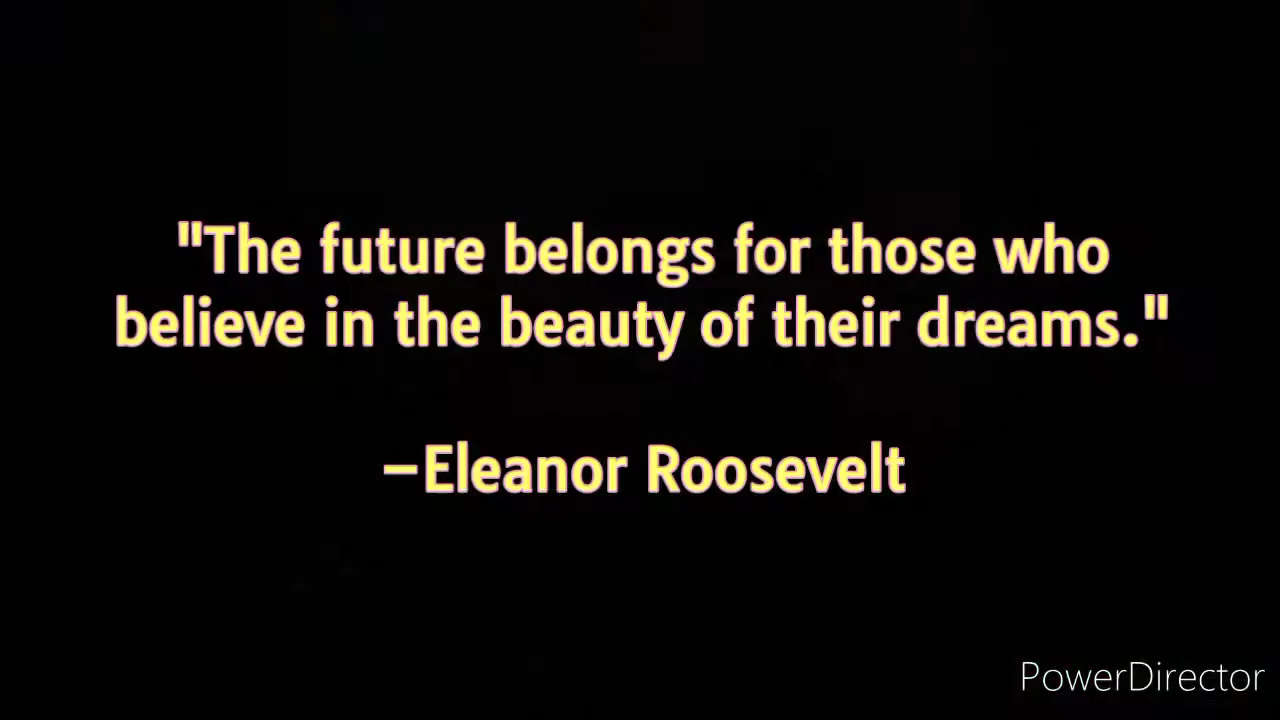 "The future belongs for those who
believe in the beauty of their dreams."
–Eleanor Roosevelt
PowerDirector